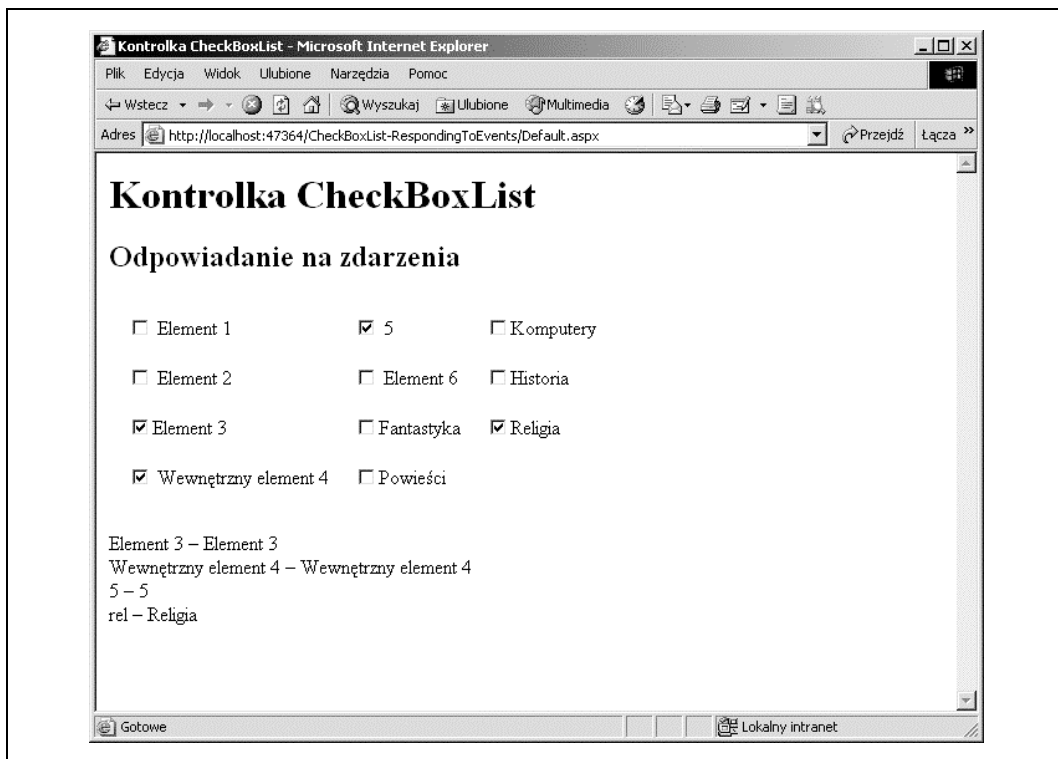 Kontrolka CheckBoxList - Microsoft Internet Explorer
Plik Edycja Widok Ulubione Narzędzia Pomoc
Wstecz Wyszukaj Ulubione Multimedia
Adres http://localhost:47364/CheckBoxList-RespondingToEvents/Default.aspx Przejdź Łącza »
Kontrolka CheckBoxList
Odpowiadanie na zdarzenia
Element 1 5 Komputery
Element 2 Element 6 Historia
Element 3 Fantastyka Religia
Wewnętrzny element 4 Powieści
Element 3 – Element 3
Wewnętrzny element 4 – Wewnętrzny element 4
5 – 5
rel – Religia
Gotowe Lokalny intranet